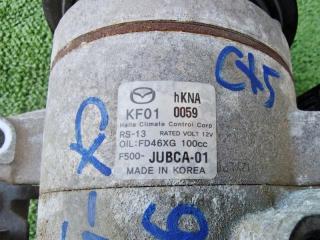 CX5
hKNA
KF01 0059
Halla Climate Control Corp
RS-13 RATED VOLT 12V
OIL:FD46XG 100cc
F500- JUBCA-01
MADE IN KOREA